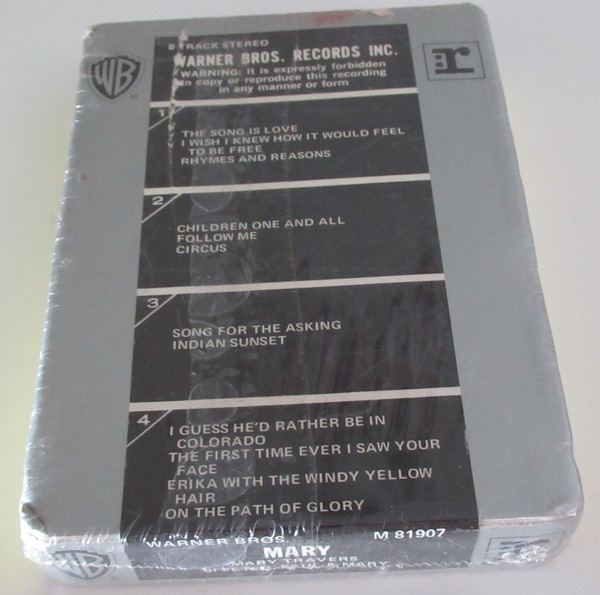 8-TRACK STEREO
WARNER BROS. RECORDS INC.
WARNING: It is expressly forbidden
to copy or reproduce this recording
in any manner or form
WB
r
1
THE SONG IS LOVE
I WISH I KNEW HOW IT WOULD FEEL
TO BE FREE
RHYMES AND REASONS
2
CHILDREN ONE AND ALL
FOLLOW ME
CIRCUS
3
SONG FOR THE ASKING
INDIAN SUNSET
4
I GUESS HE'D RATHER BE IN
COLORADO
THE FIRST TIME EVER I SAW YOUR
FACE
ERIKA WITH THE WINDY YELLOW
HAIR
ON THE PATH OF GLORY
WARNER BROS. M 81907
MARY
MARY TRAVERS
PAUL & MARY
WB
r